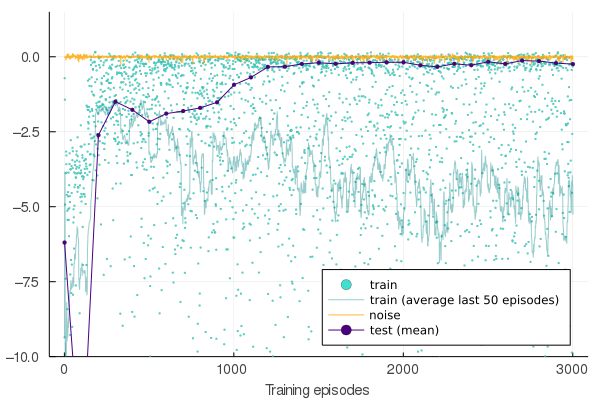 0.0
−2.5
−5.0
−7.5
−10.0
0
1000
2000
3000
Training episodes
train
train (average last 50 episodes)
noise
test (mean)